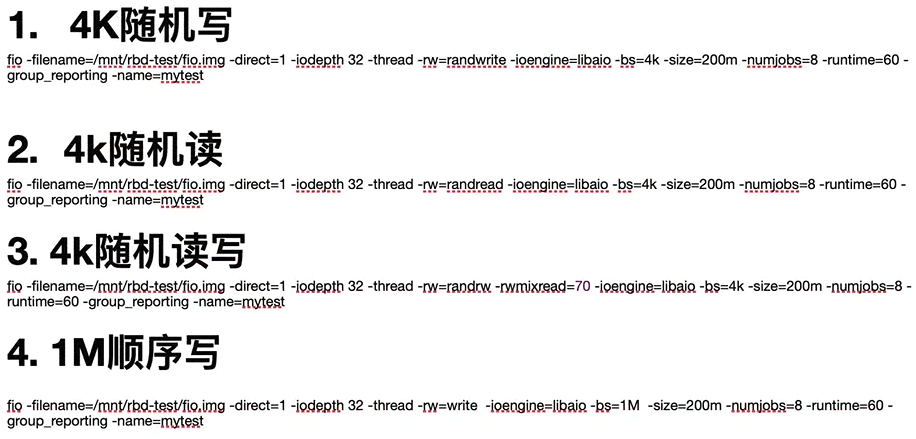 1. 4K随机写
fio -filename=/mnt/rbd-test/fio.img -direct=1 -iodepth 32 -thread -rw=randwrite -ioengine=libaio -bs=4k -size=200m -numjobs=8 -runtime=60 -
group_reporting -name=mytest
2. 4k随机读
fio -filename=/mnt/rbd-test/fio.img -direct=1 -iodepth 32 -thread -rw=randread -ioengine=libaio -bs=4k -size=200m -numjobs=8 -runtime=60 -
group_reporting -name=mytest
3. 4k随机读写
fio -filename=/mnt/rbd-test/fio.img -direct=1 -iodepth 32 -thread -rw=randrw -rwmixread=70 -ioengine=libaio -bs=4k -size=200m -numjobs=8 -
runtime=60 -group_reporting -name=mytest
4. 1M顺序写
fio -filename=/mnt/rbd-test/fio.img -direct=1 -iodepth 32 -thread -rw=write -ioengine=libaio -bs=1M -size=200m -numjobs=8 -runtime=60 -
group_reporting -name=mytest